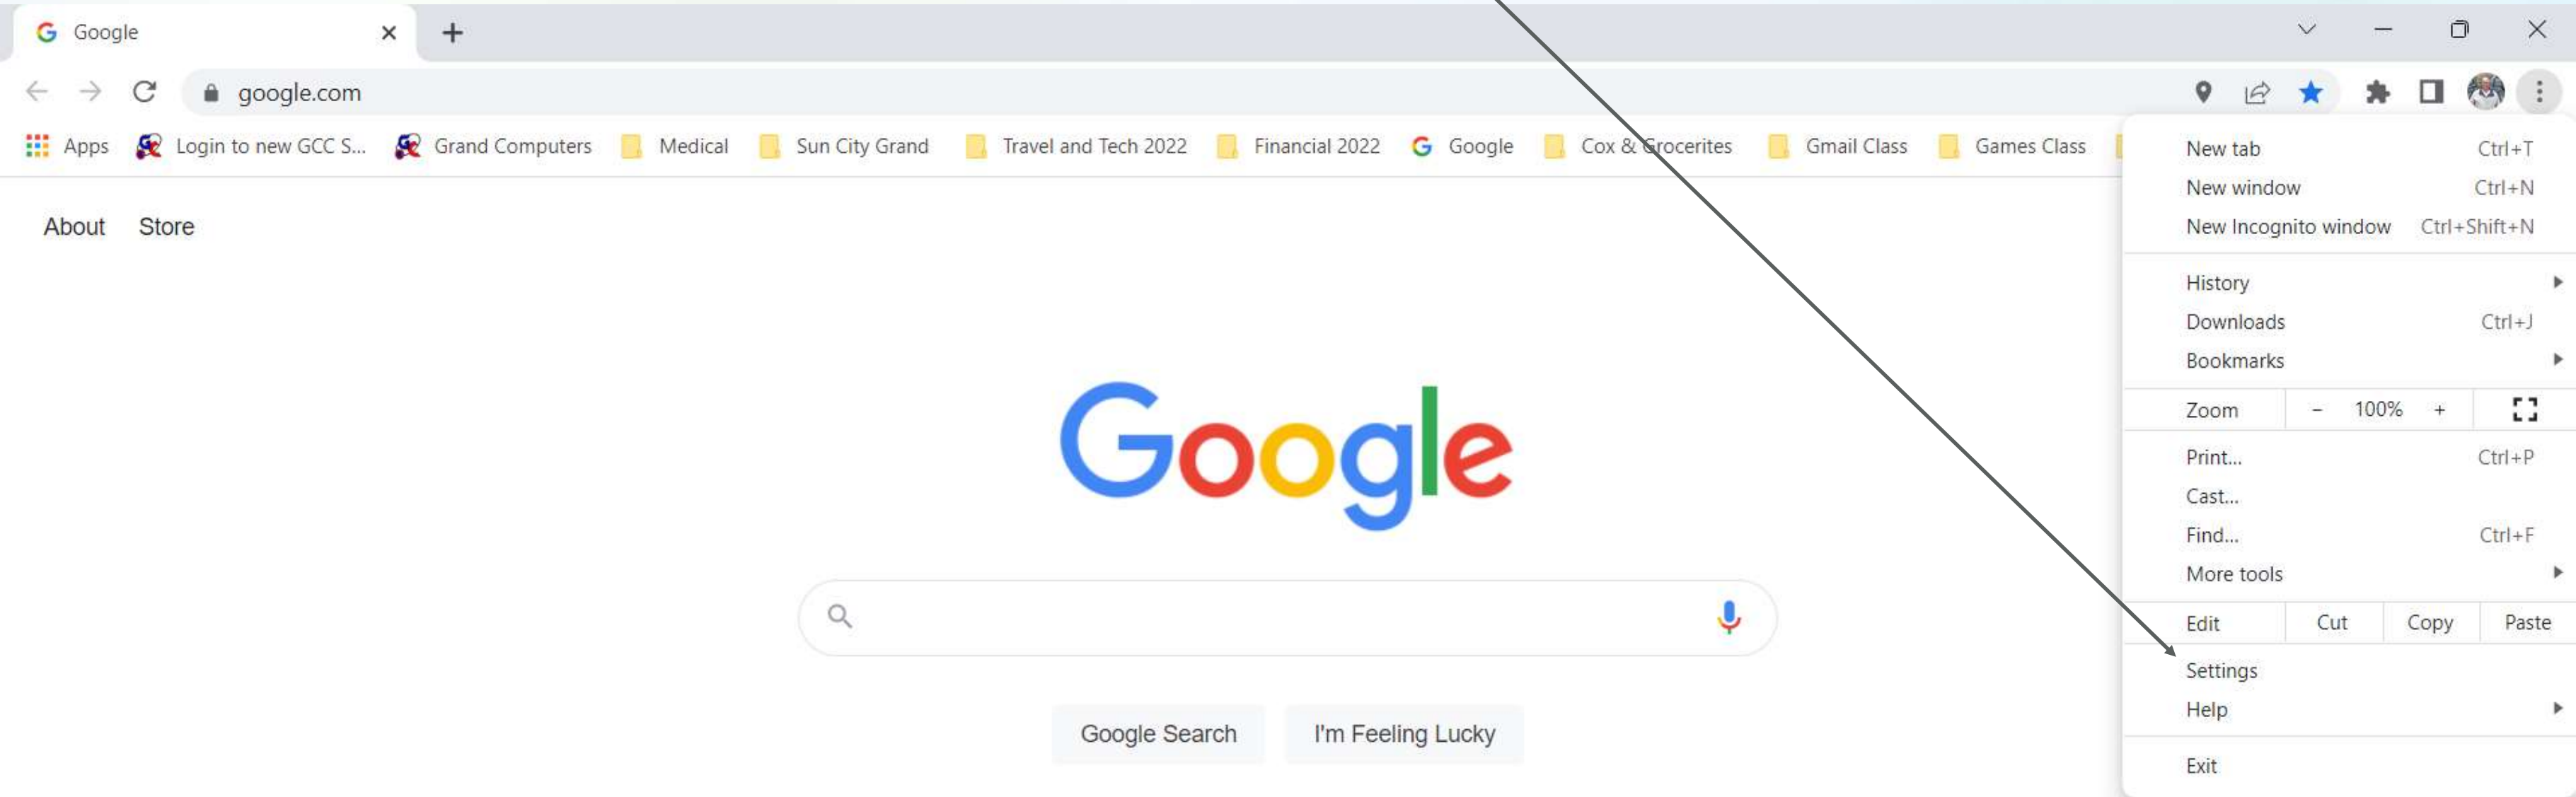 Google
google.com
Apps Login to new GCC S... Grand Computers Medical Sun City Grand Travel and Tech 2022 Financial 2022 Google Cox & Grocerites Gmail Class Games Class
About Store
New tab Ctrl+T
New window Ctrl+N
New Incognito window Ctrl+Shift+N
History
Downloads Ctrl+J
Bookmarks
Zoom - 100% +
Print... Ctrl+P
Cast...
Find... Ctrl+F
More tools
Edit Cut Copy Paste
Settings
Help
Exit
Google
Google Search I'm Feeling Lucky